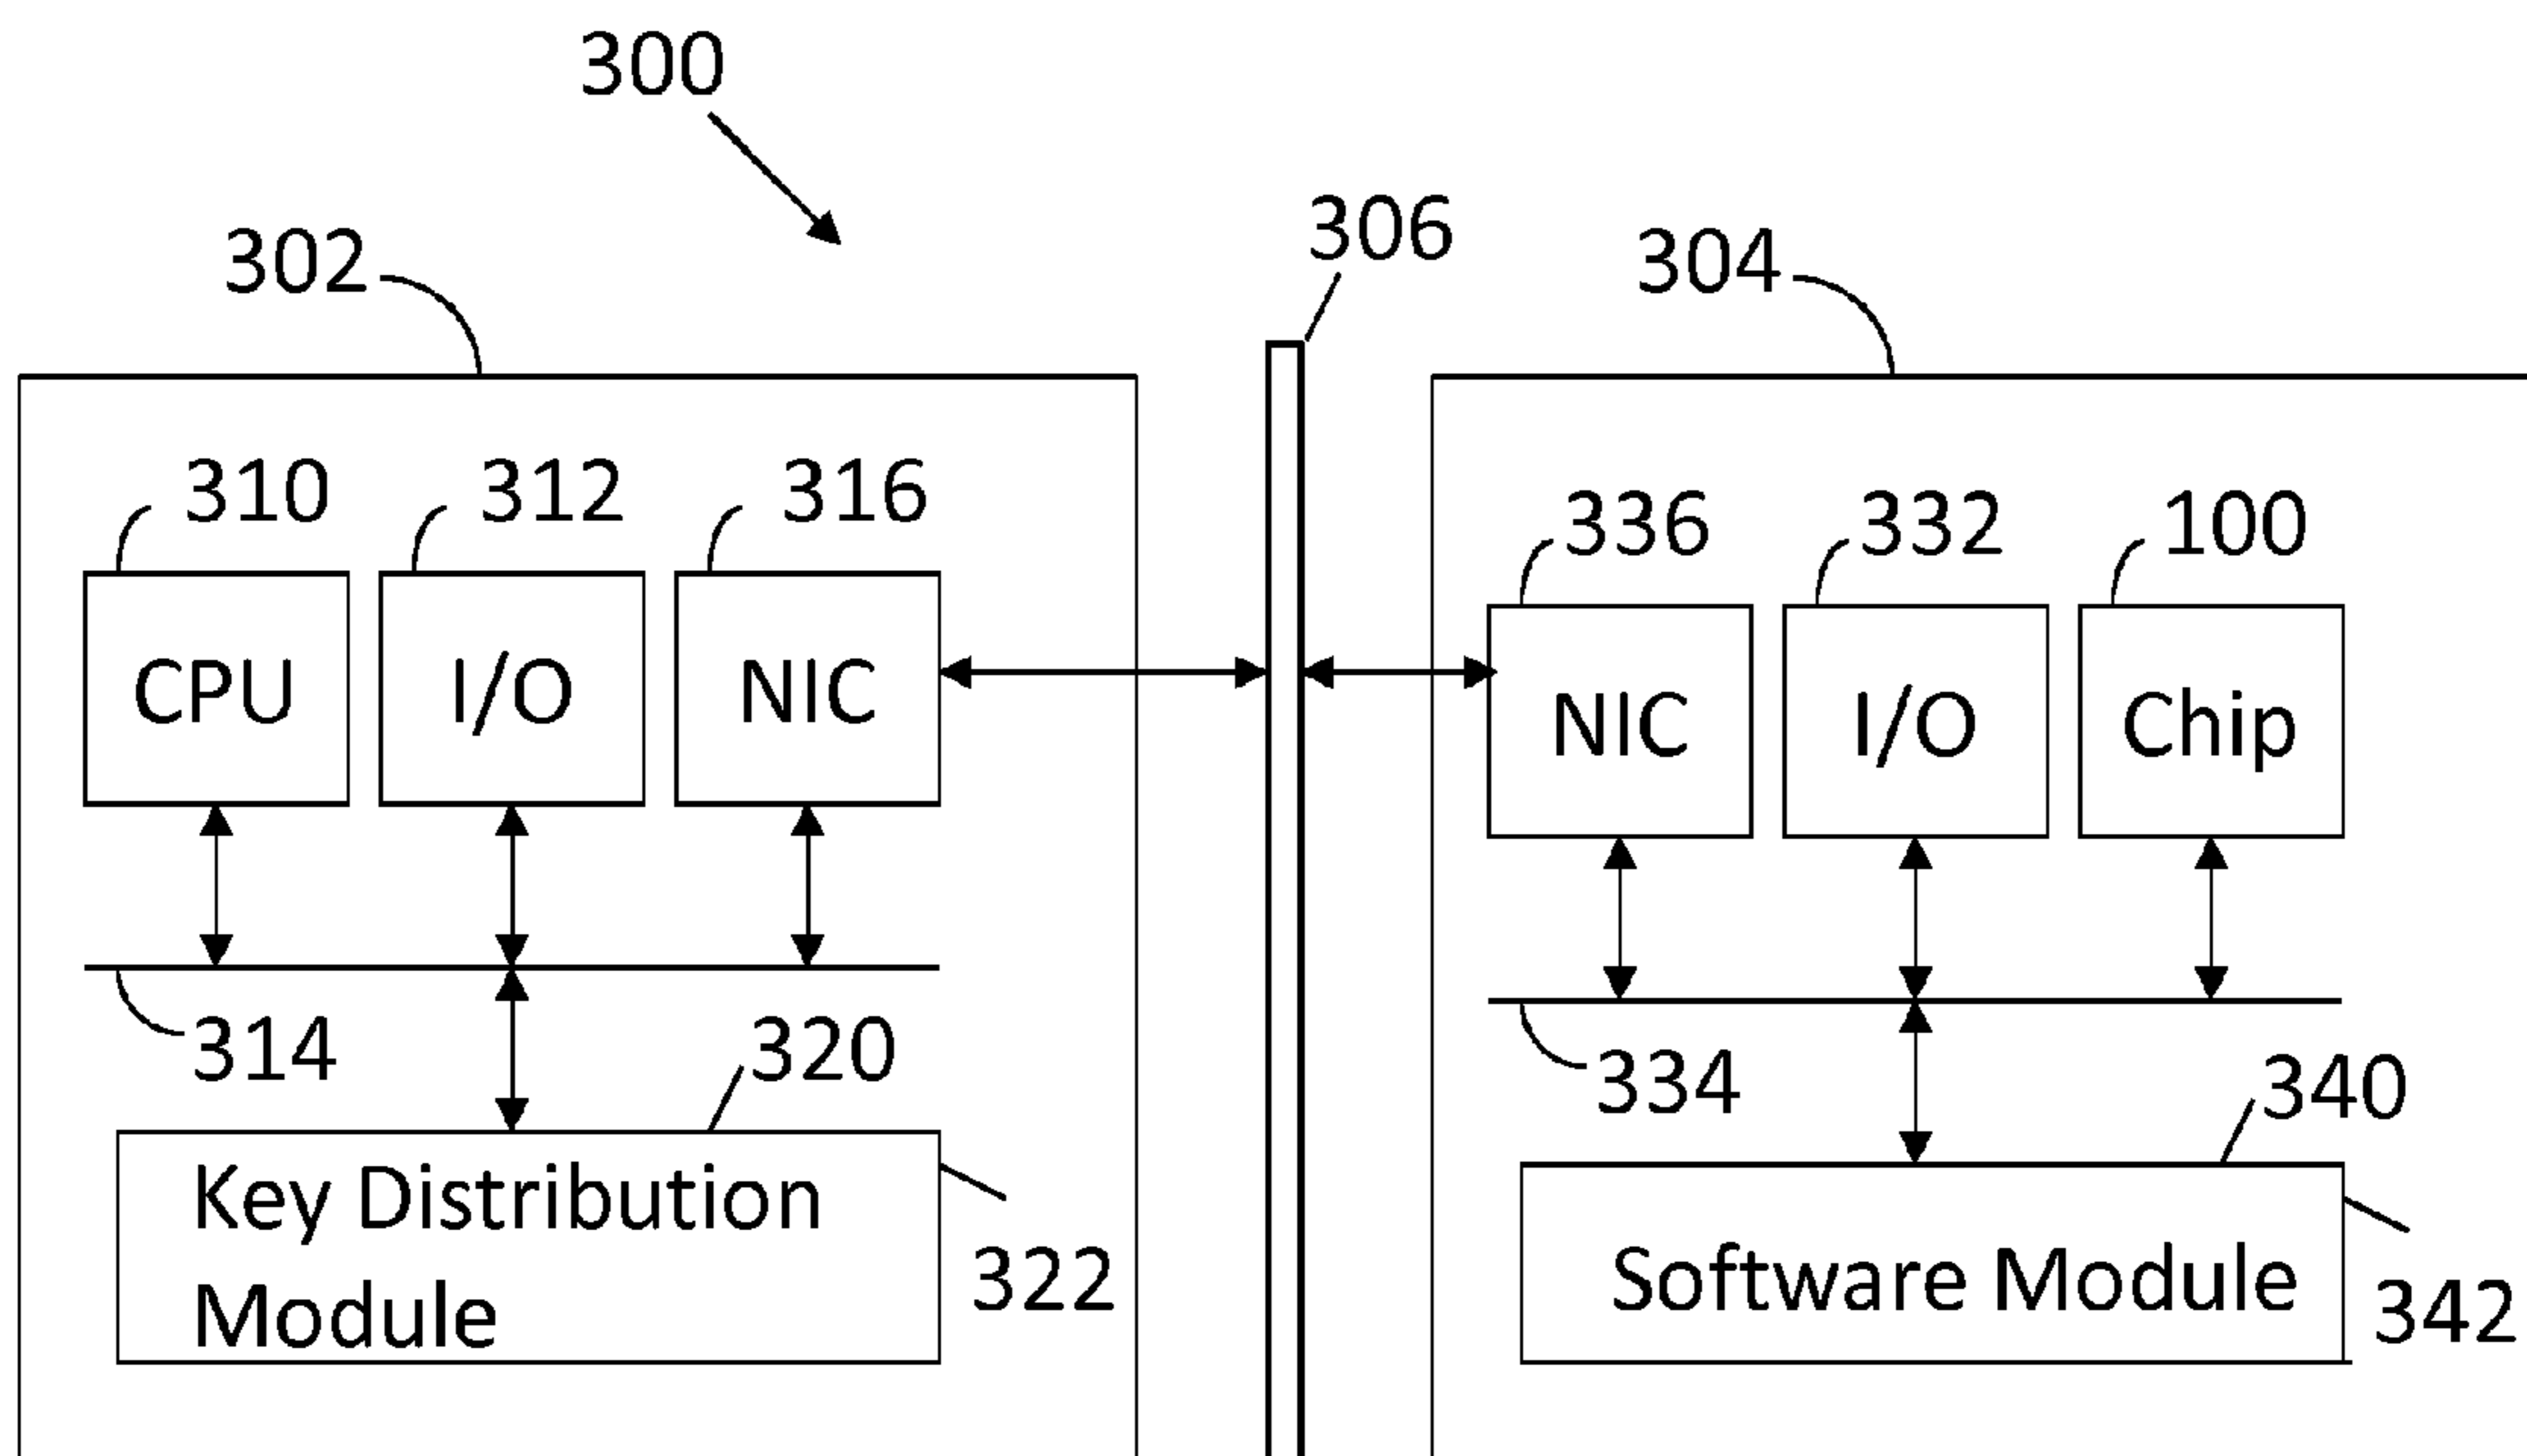 300
302
306
304
310
312
316
336
332
100
CPU
I/O
NIC
NIC
I/O
Chip
314
320
334
340
Key Distribution
Module
322
Software Module
342